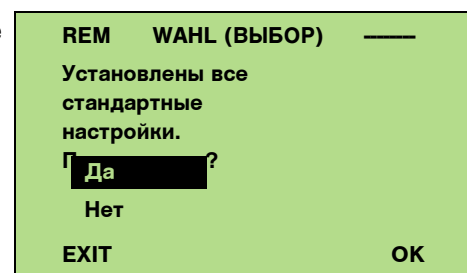 REM WAHL (ВЫБОР) ———
Установлены все
стандартные
настройки.
П ?
Да
Нет
EXIT OK